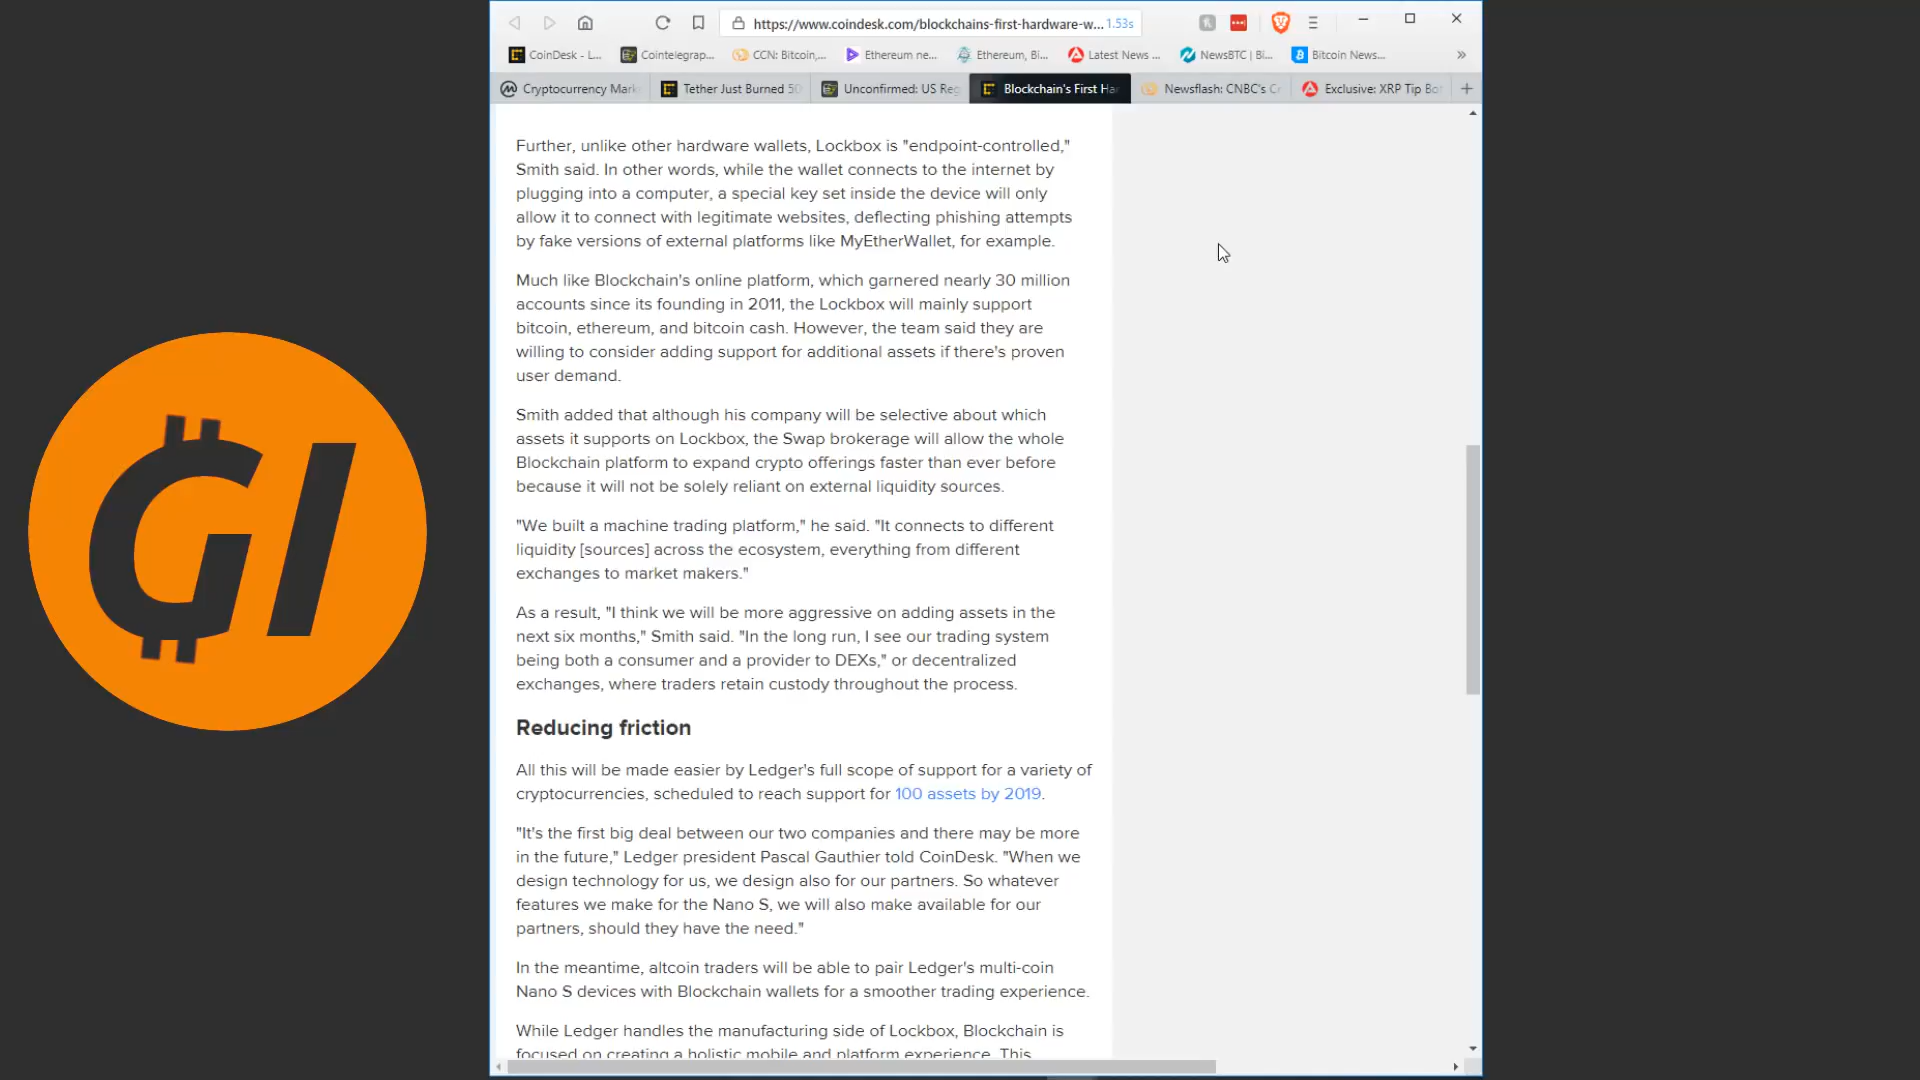 https://www.coindesk.com/blockchains-first-hardware-w... 1.53s
CoinDesk - L... Cointelegrap... CCN: Bitcoin,... Ethereum ne... Ethereum, Bi... Latest News ... NewsBTC | Bi... Bitcoin News... »
Cryptocurrency Mark Tether Just Burned 50 Unconfirmed: US Reg Blockchain's First Ha Newsflash: CNBC's C Exclusive: XRP Tip Bo +
Further, unlike other hardware wallets, Lockbox is "endpoint-controlled,"
Smith said. In other words, while the wallet connects to the internet by
plugging into a computer, a special key set inside the device will only
allow it to connect with legitimate websites, deflecting phishing attempts
by fake versions of external platforms like MyEtherWallet, for example.
Much like Blockchain's online platform, which garnered nearly 30 million
accounts since its founding in 2011, the Lockbox will mainly support
bitcoin, ethereum, and bitcoin cash. However, the team said they are
willing to consider adding support for additional assets if there's proven
user demand.
Smith added that although his company will be selective about which
assets it supports on Lockbox, the Swap brokerage will allow the whole
Blockchain platform to expand crypto offerings faster than ever before
because it will not be solely reliant on external liquidity sources.
"We built a machine trading platform," he said. "It connects to different
liquidity [sources] across the ecosystem, everything from different
exchanges to market makers."
As a result, "I think we will be more aggressive on adding assets in the
next six months," Smith said. "In the long run, I see our trading system
being both a consumer and a provider to DEXs," or decentralized
exchanges, where traders retain custody throughout the process.
Reducing friction
All this will be made easier by Ledger's full scope of support for a variety of
cryptocurrencies, scheduled to reach support for 100 assets by 2019.
"It's the first big deal between our two companies and there may be more
in the future," Ledger president Pascal Gauthier told CoinDesk. "When we
design technology for us, we design also for our partners. So whatever
features we make for the Nano S, we will also make available for our
partners, should they have the need."
In the meantime, altcoin traders will be able to pair Ledger's multi-coin
Nano S devices with Blockchain wallets for a smoother trading experience.
While Ledger handles the manufacturing side of Lockbox, Blockchain is
focused on creating a holistic mobile and platform experience. This
GI